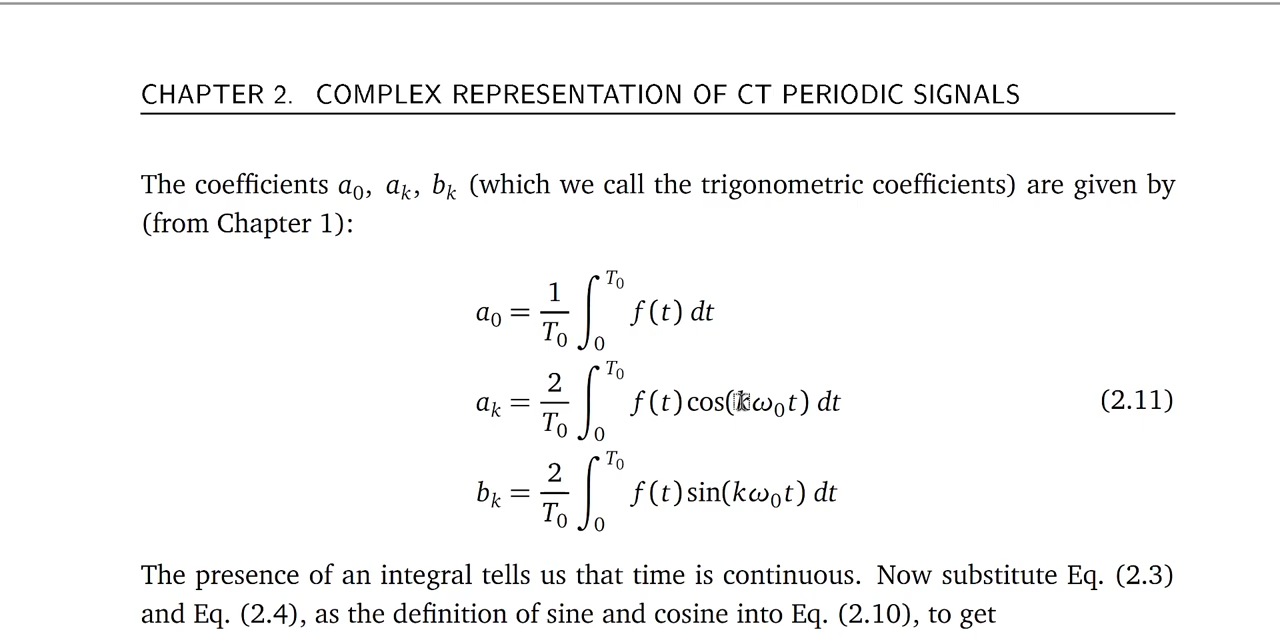 CHAPTER 2. COMPLEX REPRESENTATION OF CT PERIODIC SIGNALS
The coefficients a₀, aₖ, bₖ (which we call the trigonometric coefficients) are given by
(from Chapter 1):
a₀ = 1/T₀ ∫₀^T₀ f(t) dt
aₖ = 2/T₀ ∫₀^T₀ f(t) cos(kω₀t) dt (2.11)
bₖ = 2/T₀ ∫₀^T₀ f(t) sin(kω₀t) dt
The presence of an integral tells us that time is continuous. Now substitute Eq. (2.3)
and Eq. (2.4), as the definition of sine and cosine into Eq. (2.10), to get